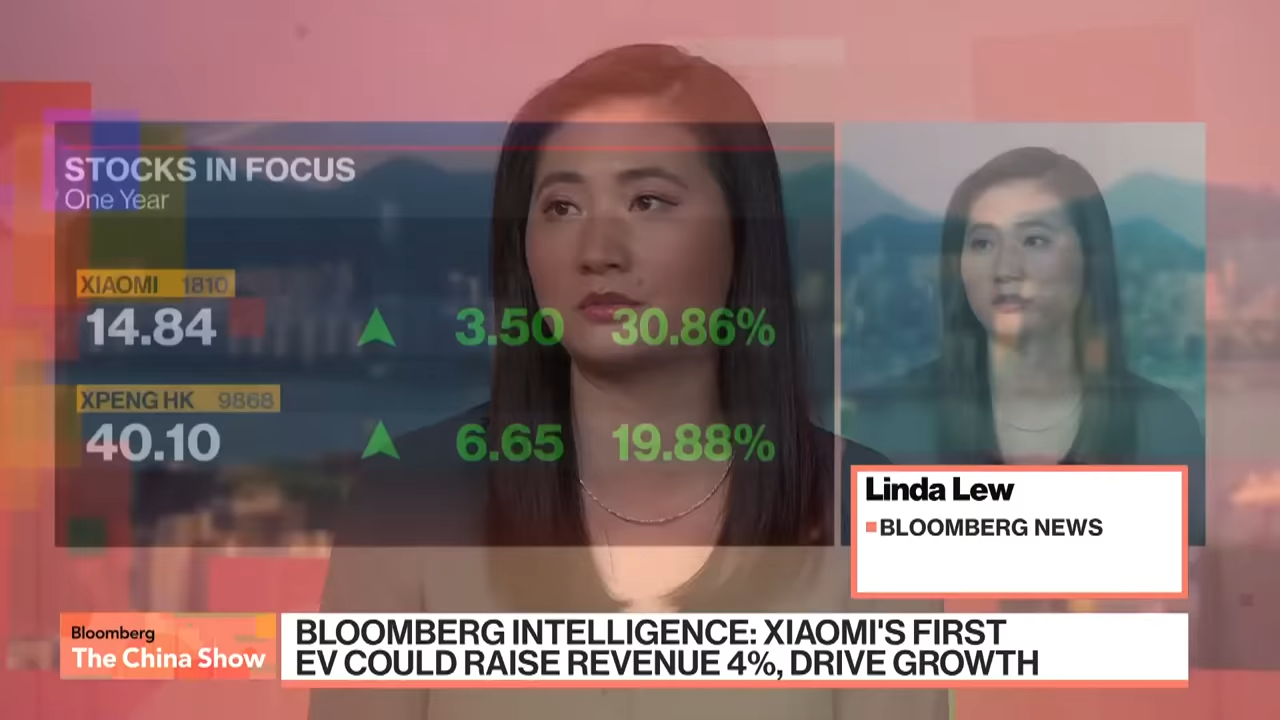 STOCKS IN FOCUS
One Year
XIAOMI 1810
14.84 ▲ 3.50 30.86%
XPENG HK 9868
40.10 ▲ 6.65 19.88%
Linda Lew
BLOOMBERG NEWS
Bloomberg
The China Show
BLOOMBERG INTELLIGENCE: XIAOMI'S FIRST
EV COULD RAISE REVENUE 4%, DRIVE GROWTH